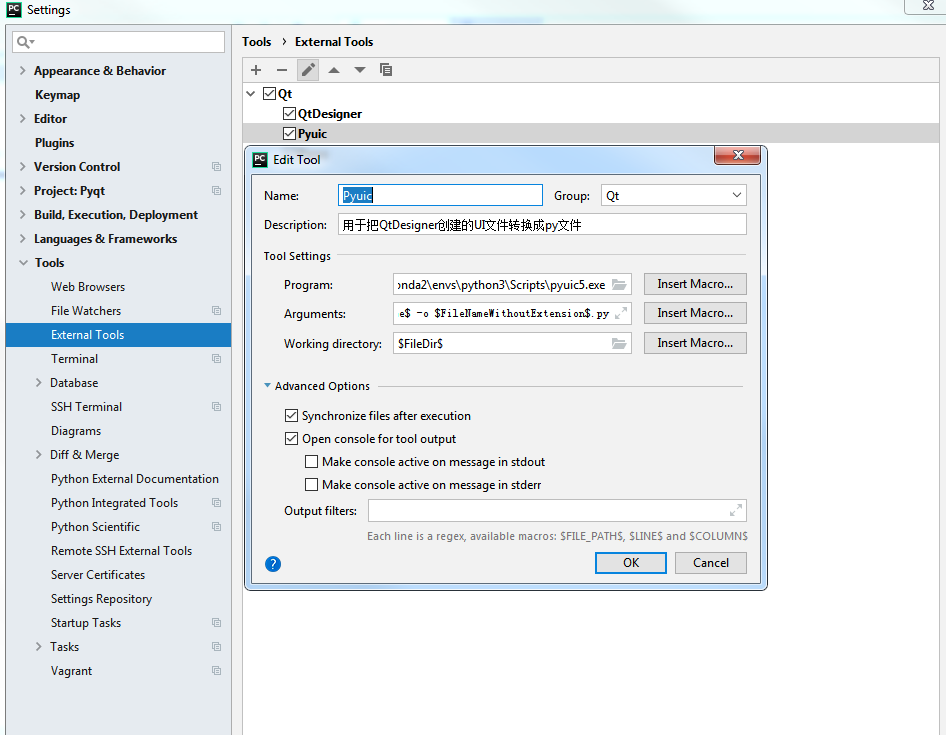 PC Settings
Tools › External Tools
Appearance & Behavior
Keymap
Editor
Plugins
Version Control
Project: Pyqt
Build, Execution, Deployment
Languages & Frameworks
Tools
Web Browsers
File Watchers
External Tools
Terminal
Database
SSH Terminal
Diagrams
Diff & Merge
Python External Documentation
Python Integrated Tools
Python Scientific
Remote SSH External Tools
Server Certificates
Settings Repository
Startup Tasks
Tasks
Vagrant
Qt
QtDesigner
Pyuic
PC Edit Tool
Name: Pyuic Group: Qt
Description: 用于把QtDesigner创建的UI文件转换成py文件
Tool Settings
Program: nda2\envs\python3\Scripts\pyuic5.exe Insert Macro...
Arguments: e$ -o $FileNameWithoutExtension$.py Insert Macro...
Working directory: $FileDir$ Insert Macro...
Advanced Options
Synchronize files after execution
Open console for tool output
Make console active on message in stdout
Make console active on message in stderr
Output filters:
Each line is a regex, available macros: $FILE_PATH$, $LINE$ and $COLUMN$
? OK Cancel